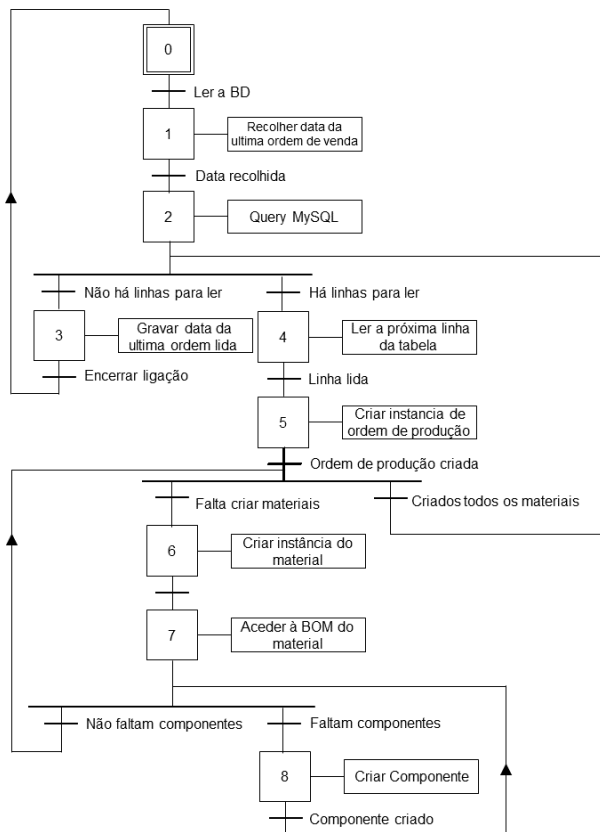 0
Ler a BD
1
Recolher data da
ultima ordem de venda
Data recolhida
2
Query MySQL
Não há linhas para ler
Há linhas para ler
3
Gravar data da
ultima ordem lida
4
Ler a próxima linha
da tabela
Encerrar ligação
Linha lida
5
Criar instancia de
ordem de produção
Ordem de produção criada
Falta criar materiais
Criados todos os materiais
6
Criar instância do
material
7
Aceder à BOM do
material
Não faltam componentes
Faltam componentes
8
Criar Componente
Componente criado